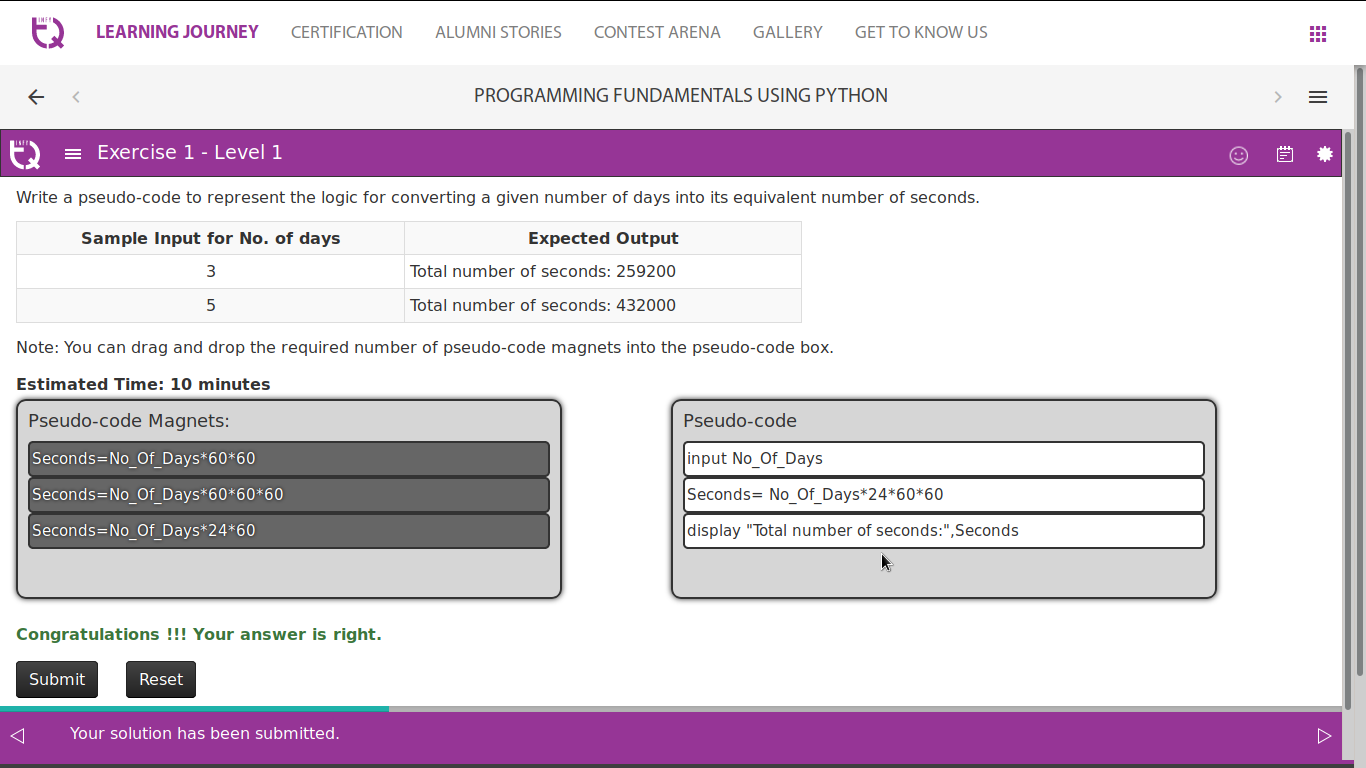 INFY
TQ
LEARNING JOURNEY CERTIFICATION ALUMNI STORIES CONTEST ARENA GALLERY GET TO KNOW US
PROGRAMMING FUNDAMENTALS USING PYTHON
INFY
TQ
Exercise 1 - Level 1
Write a pseudo-code to represent the logic for converting a given number of days into its equivalent number of seconds.
Sample Input for No. of days Expected Output
3 Total number of seconds: 259200
5 Total number of seconds: 432000
Note: You can drag and drop the required number of pseudo-code magnets into the pseudo-code box.
Estimated Time: 10 minutes
Pseudo-code Magnets:
Seconds=No_Of_Days*60*60
Seconds=No_Of_Days*60*60*60
Seconds=No_Of_Days*24*60
Pseudo-code
input No_Of_Days
Seconds= No_Of_Days*24*60*60
display "Total number of seconds:",Seconds
Congratulations !!! Your answer is right.
Submit Reset
Your solution has been submitted.